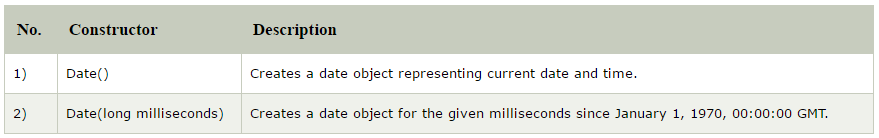 No. Constructor Description
1) Date() Creates a date object representing current date and time.
2) Date(long milliseconds) Creates a date object for the given milliseconds since January 1, 1970, 00:00:00 GMT.